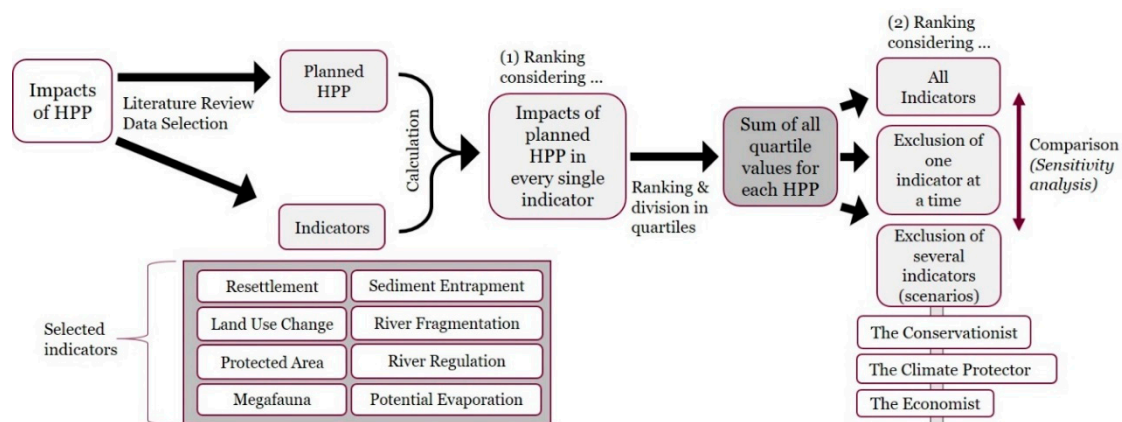 Impacts
of HPP
Literature Review
Data Selection
Planned
HPP
Indicators
Calculation
(1) Ranking
considering ...
Impacts of
planned
HPP in
every single
indicator
Ranking &
division in
quartiles
Sum of all
quartile
values for
each HPP
(2) Ranking
considering ...
All
Indicators
Exclusion of
one
indicator at
a time
Exclusion of
several
indicators
(scenarios)
Comparison
(Sensitivity
analysis)
The Conservationist
The Climate Protector
The Economist
Selected
indicators
Resettlement
Sediment Entrapment
Land Use Change
River Fragmentation
Protected Area
River Regulation
Megafauna
Potential Evaporation